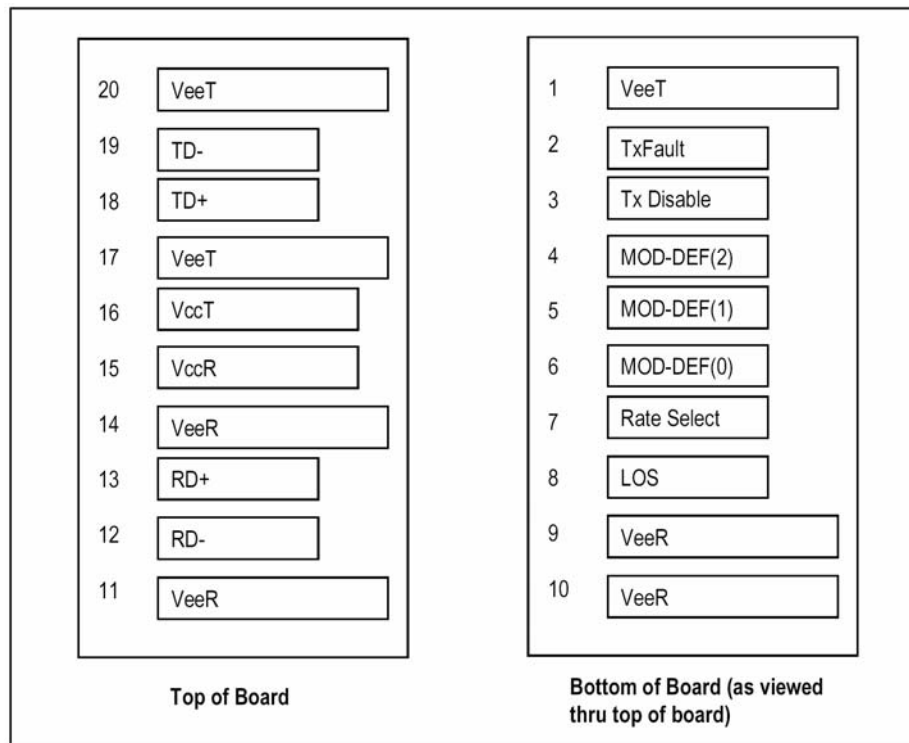 20 VeeT
19 TD-
18 TD+
17 VeeT
16 VccT
15 VccR
14 VeeR
13 RD+
12 RD-
11 VeeR
Top of Board
1 VeeT
2 TxFault
3 Tx Disable
4 MOD-DEF(2)
5 MOD-DEF(1)
6 MOD-DEF(0)
7 Rate Select
8 LOS
9 VeeR
10 VeeR
Bottom of Board (as viewed
thru top of board)